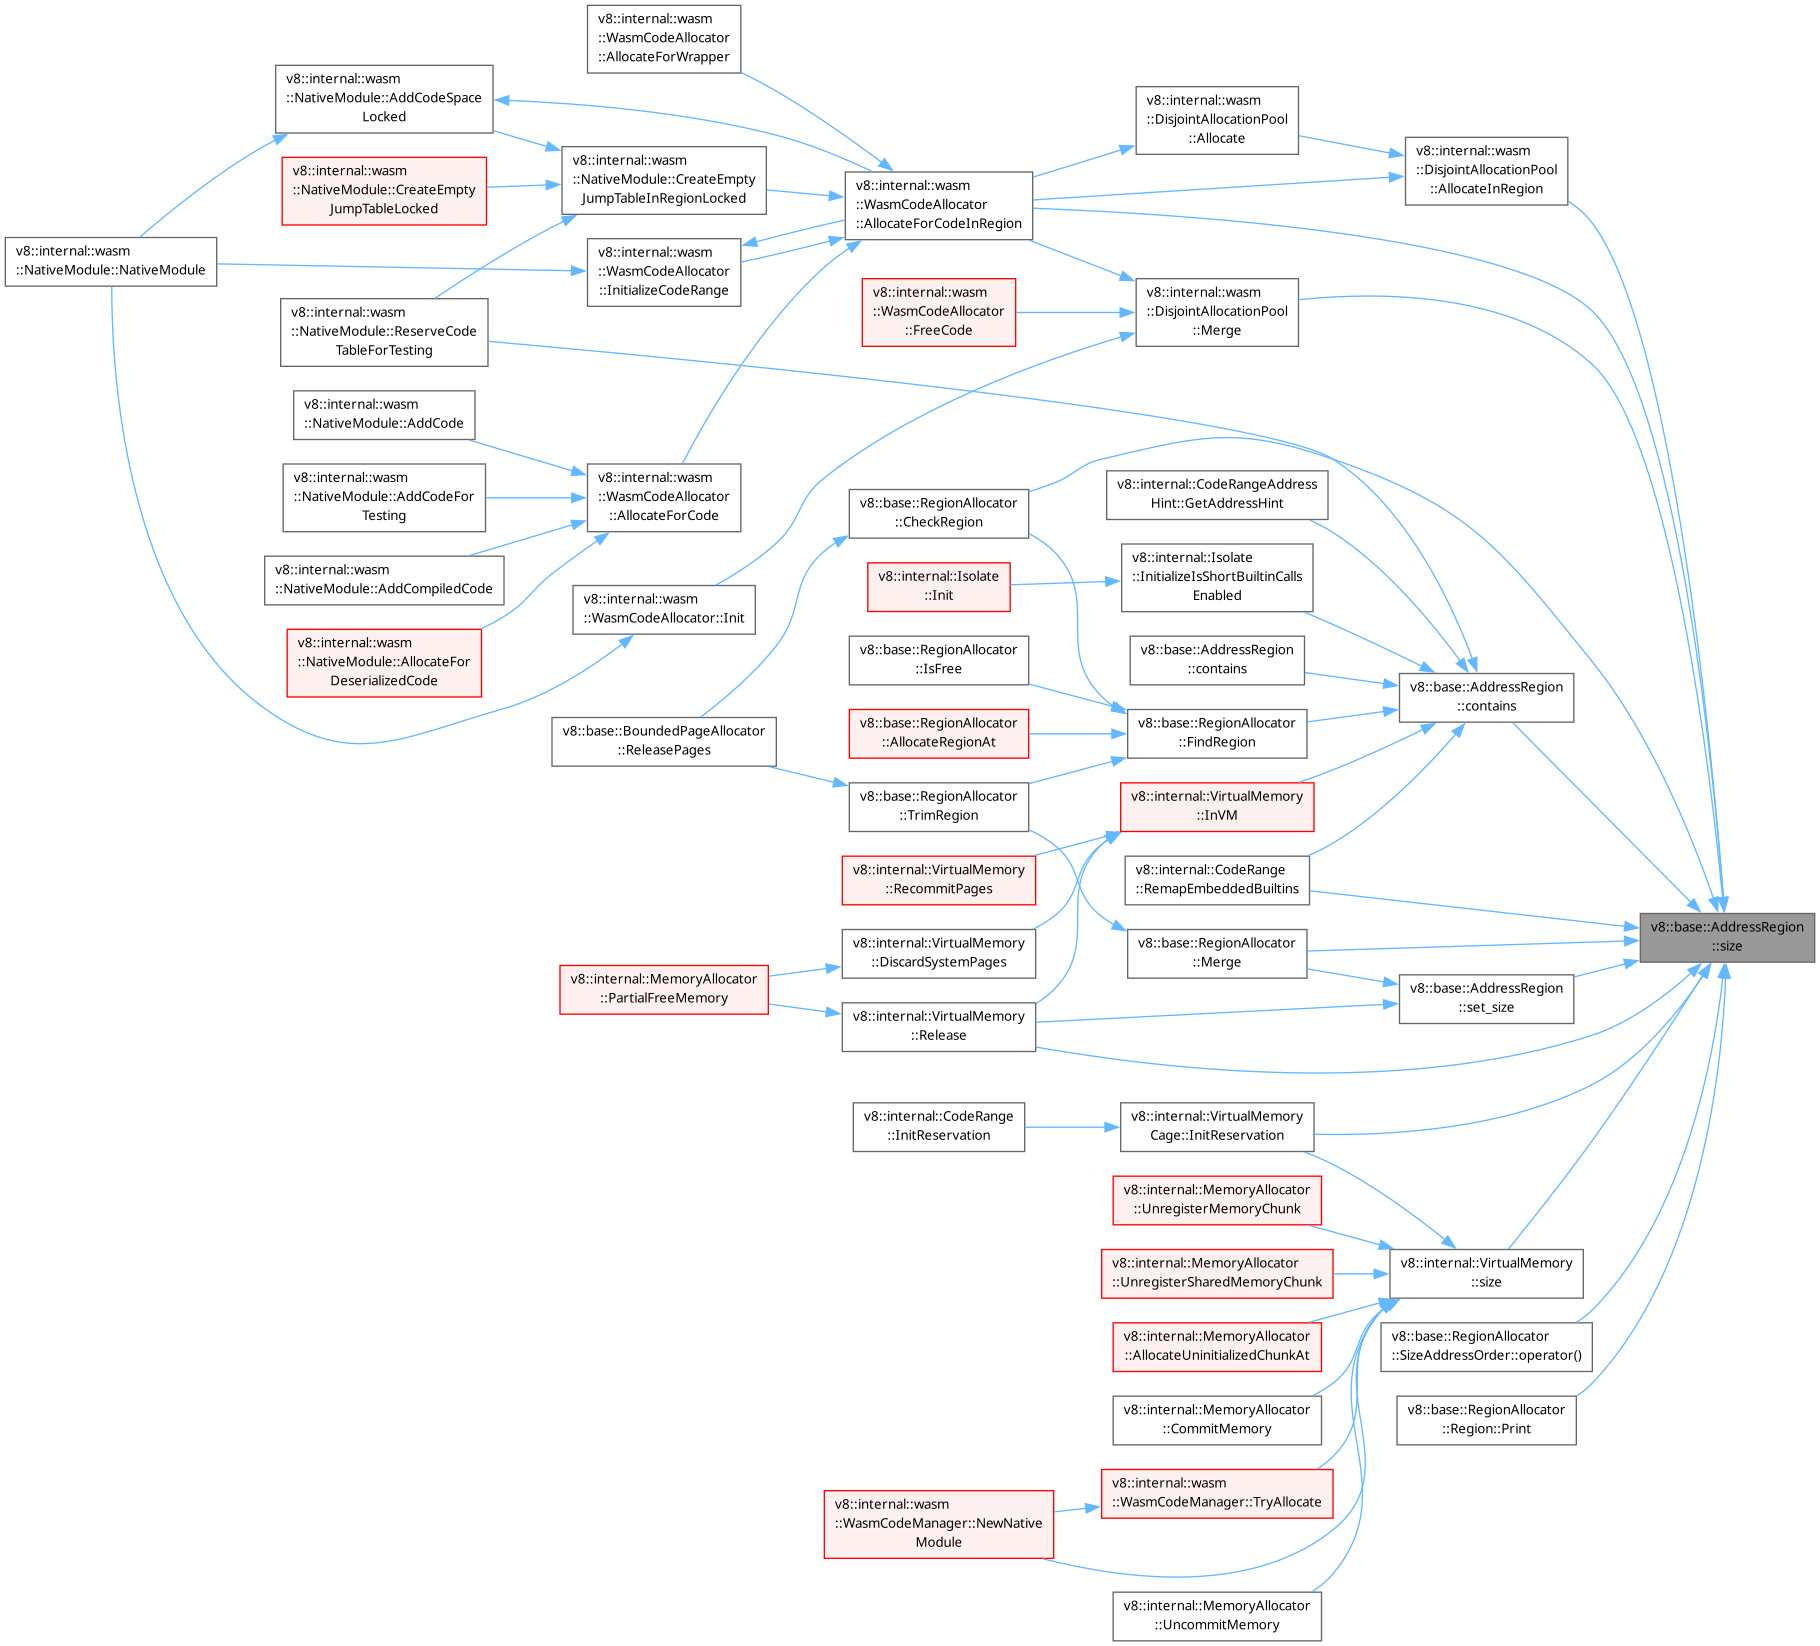 v8::internal::wasm
::WasmCodeAllocator
::AllocateForWrapper
v8::internal::wasm
::NativeModule::AddCodeSpace
Locked
v8::internal::wasm
::DisjointAllocationPool
::Allocate
v8::internal::wasm
::DisjointAllocationPool
::AllocateInRegion
v8::internal::wasm
::NativeModule::CreateEmpty
JumpTableLocked
v8::internal::wasm
::NativeModule::CreateEmpty
JumpTableInRegionLocked
v8::internal::wasm
::WasmCodeAllocator
::AllocateForCodeInRegion
v8::internal::wasm
::NativeModule::NativeModule
v8::internal::wasm
::WasmCodeAllocator
::InitializeCodeRange
v8::internal::wasm
::WasmCodeAllocator
::FreeCode
v8::internal::wasm
::DisjointAllocationPool
::Merge
v8::internal::wasm
::NativeModule::ReserveCode
TableForTesting
v8::internal::wasm
::NativeModule::AddCode
v8::internal::wasm
::NativeModule::AddCodeFor
Testing
v8::internal::wasm
::WasmCodeAllocator
::AllocateForCode
v8::base::RegionAllocator
::CheckRegion
v8::internal::CodeRangeAddress
Hint::GetAddressHint
v8::internal::wasm
::NativeModule::AddCompiledCode
v8::internal::wasm
::WasmCodeAllocator::Init
v8::internal::Isolate
::Init
v8::internal::Isolate
::InitializeIsShortBuiltinCalls
Enabled
v8::internal::wasm
::NativeModule::AllocateFor
DeserializedCode
v8::base::RegionAllocator
::IsFree
v8::base::AddressRegion
::contains
v8::base::AddressRegion
::contains
v8::base::BoundedPageAllocator
::ReleasePages
v8::base::RegionAllocator
::AllocateRegionAt
v8::base::RegionAllocator
::FindRegion
v8::base::RegionAllocator
::TrimRegion
v8::internal::VirtualMemory
::InVM
v8::internal::VirtualMemory
::RecommitPages
v8::internal::CodeRange
::RemapEmbeddedBuiltins
v8::base::AddressRegion
::size
v8::internal::VirtualMemory
::DiscardSystemPages
v8::base::RegionAllocator
::Merge
v8::internal::MemoryAllocator
::PartialFreeMemory
v8::internal::VirtualMemory
::Release
v8::base::AddressRegion
::set_size
v8::internal::CodeRange
::InitReservation
v8::internal::VirtualMemory
Cage::InitReservation
v8::internal::MemoryAllocator
::UnregisterMemoryChunk
v8::internal::MemoryAllocator
::UnregisterSharedMemoryChunk
v8::internal::VirtualMemory
::size
v8::internal::MemoryAllocator
::AllocateUninitializedChunkAt
v8::base::RegionAllocator
::SizeAddressOrder::operator()
v8::internal::MemoryAllocator
::CommitMemory
v8::base::RegionAllocator
::Region::Print
v8::internal::wasm
::WasmCodeManager::TryAllocate
v8::internal::wasm
::WasmCodeManager::NewNative
Module
v8::internal::MemoryAllocator
::UncommitMemory